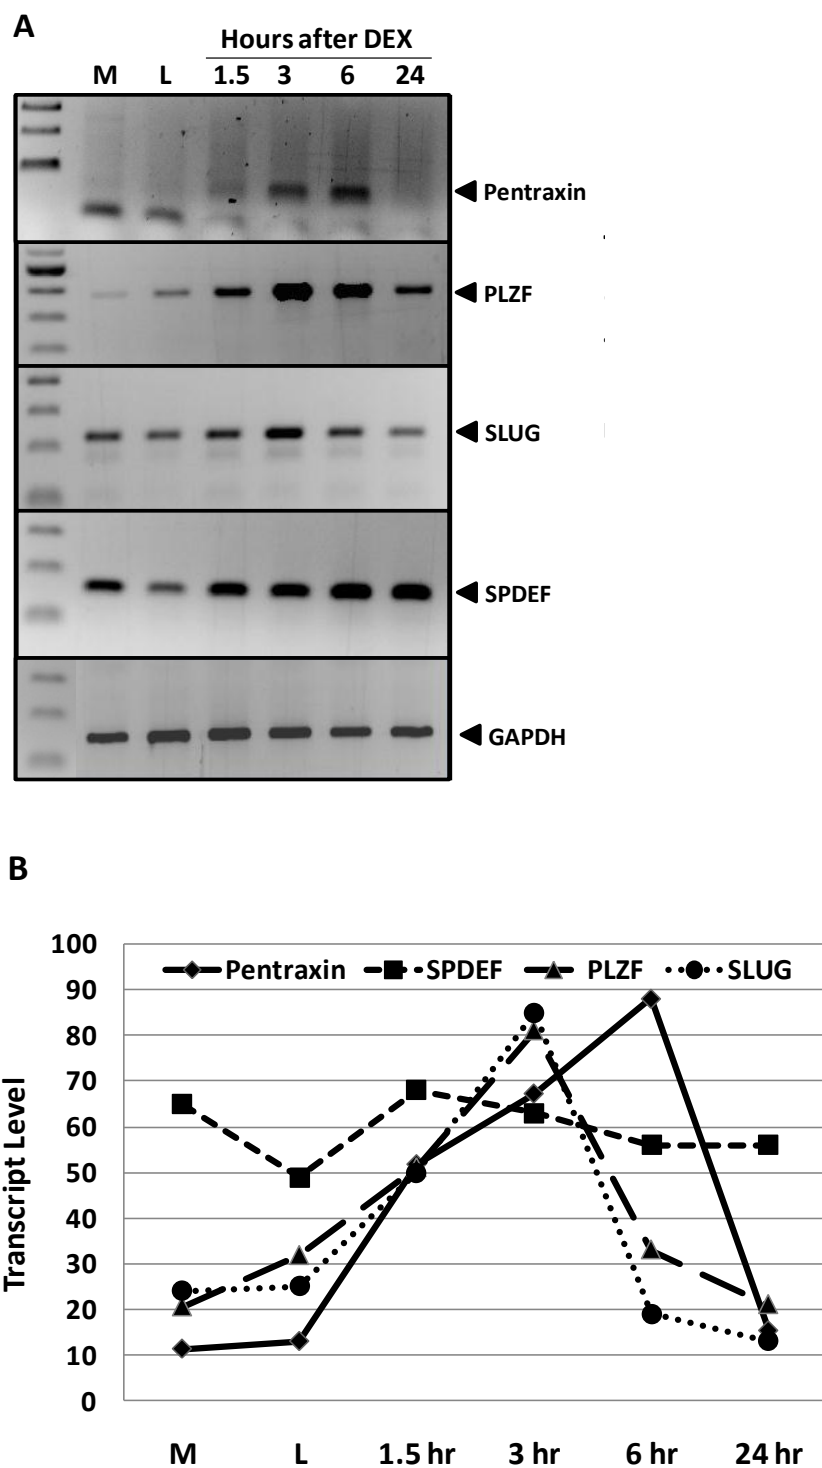 A
Hours after DEX
M L 1.5 3 6 24
Pentraxin
PLZF
SLUG
SPDEF
GAPDH
B
100
Pentraxin SPDEF PLZF SLUG
90
80
70
60
50
40
30
20
10
0
Transcript Level
M L 1.5 hr 3 hr 6 hr 24 hr